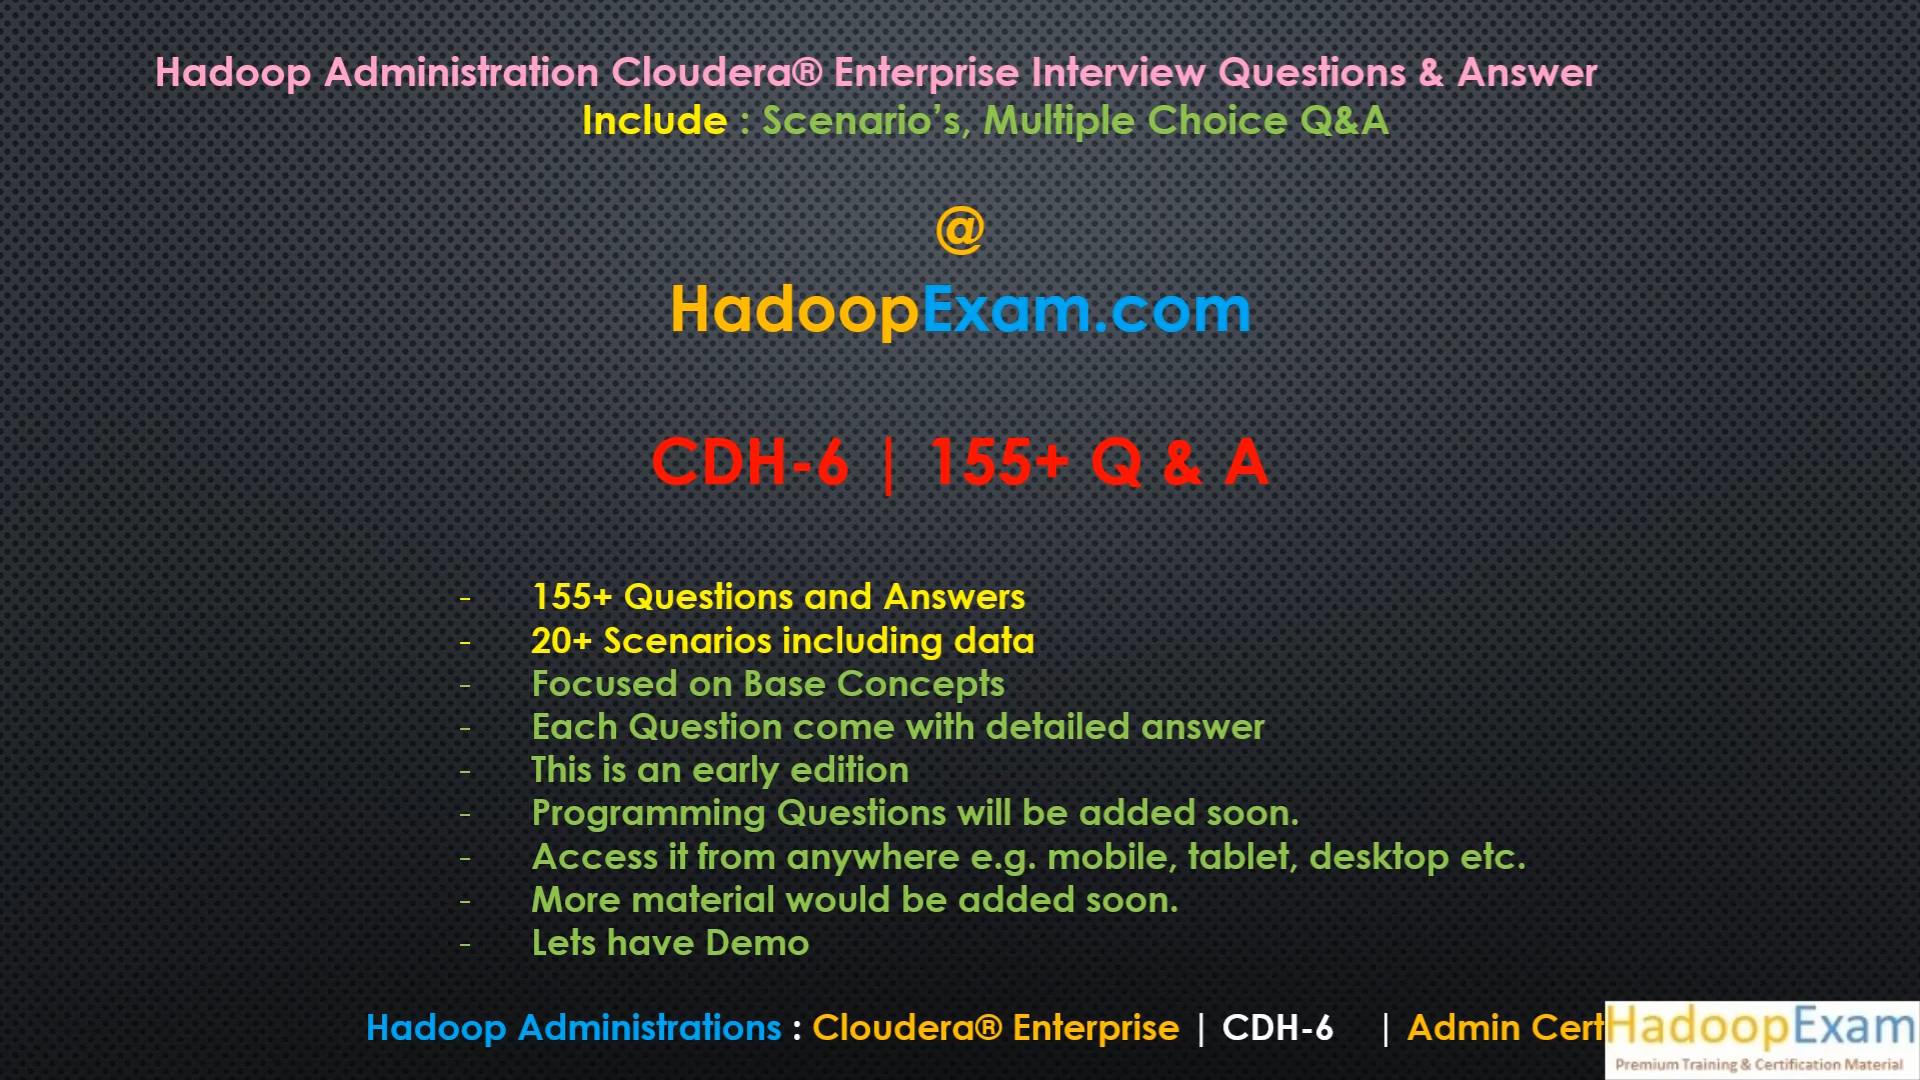 Hadoop Administration Cloudera® Enterprise Interview Questions & Answer
Include : Scenario’s, Multiple Choice Q&A
@
HadoopExam.com
CDH-6 | 155+ Q & A
- 155+ Questions and Answers
- 20+ Scenarios including data
- Focused on Base Concepts
- Each Question come with detailed answer
- This is an early edition
- Programming Questions will be added soon.
- Access it from anywhere e.g. mobile, tablet, desktop etc.
- More material would be added soon.
- Lets have Demo
Hadoop Administrations : Cloudera® Enterprise | CDH-6 | Admin Cert
HadoopExam
Premium Training & Certification Material